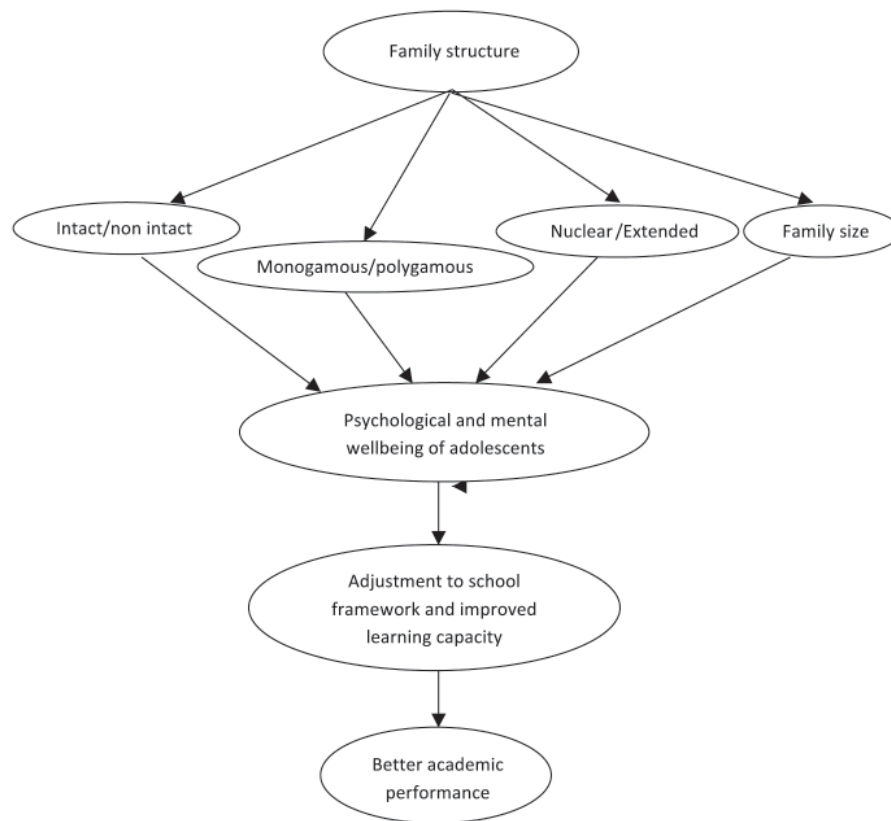 Family structure
Intact/non intact
Monogamous/polygamous
Nuclear /Extended
Family size
Psychological and mental
wellbeing of adolescents
Adjustment to school
framework and improved
learning capacity
Better academic
performance